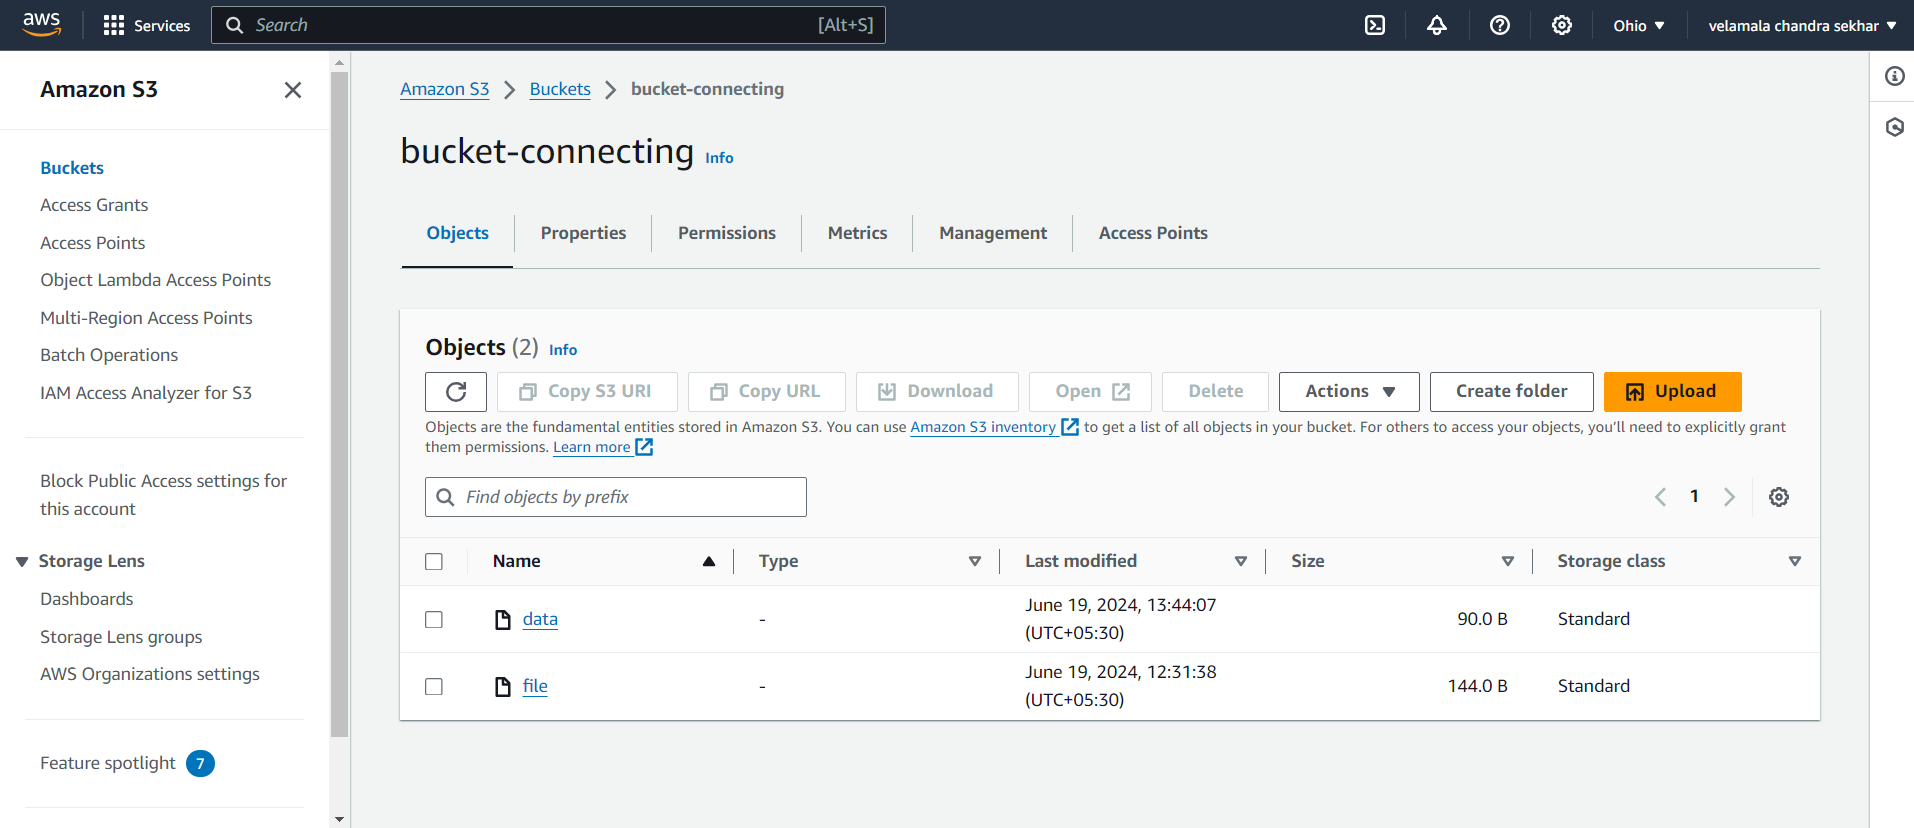 aws
Services
Search [Alt+S]
Ohio
velamala chandra sekhar
Amazon S3
Buckets
Access Grants
Access Points
Object Lambda Access Points
Multi-Region Access Points
Batch Operations
IAM Access Analyzer for S3
Block Public Access settings for
this account
Storage Lens
Dashboards
Storage Lens groups
AWS Organizations settings
Feature spotlight 7
Amazon S3 > Buckets > bucket-connecting
bucket-connecting Info
Objects Properties Permissions Metrics Management Access Points
Objects (2) Info
Copy S3 URI Copy URL Download Open Delete Actions Create folder Upload
Objects are the fundamental entities stored in Amazon S3. You can use Amazon S3 inventory to get a list of all objects in your bucket. For others to access your objects, you'll need to explicitly grant
them permissions. Learn more
Find objects by prefix
1
Name Type Last modified Size Storage class
data - June 19, 2024, 13:44:07 90.0 B Standard
(UTC+05:30)
file - June 19, 2024, 12:31:38 144.0 B Standard
(UTC+05:30)